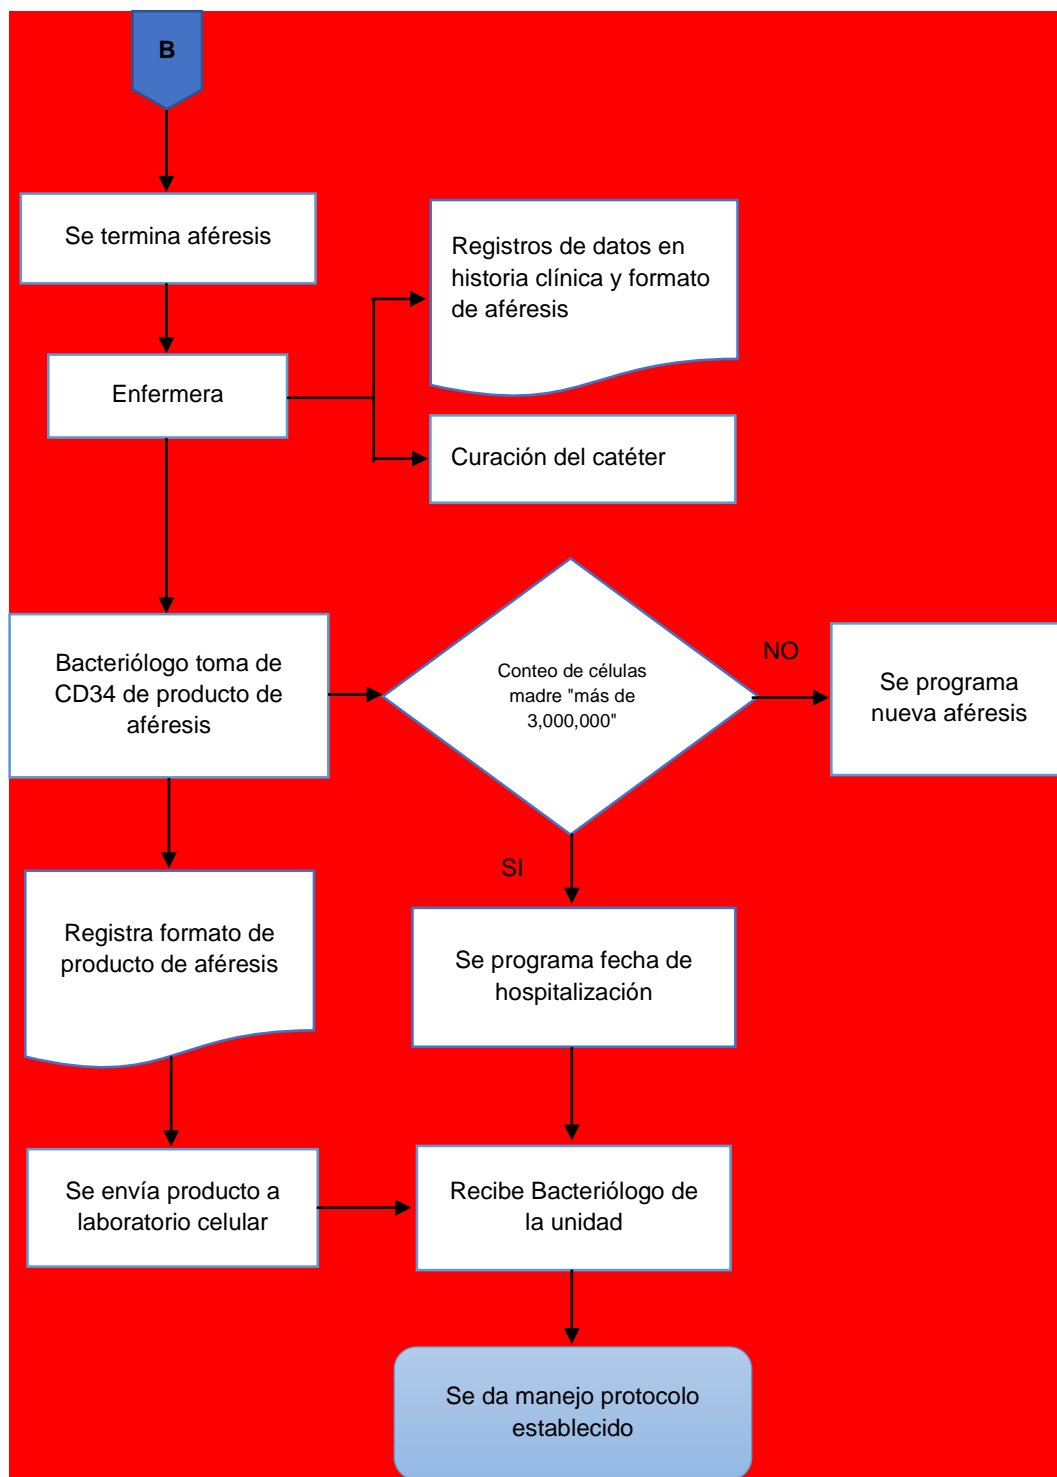 B
Se termina aféresis
Registros de datos en
historia clínica y formato
de aféresis
Enfermera
Curación del catéter
Bacteriólogo toma de
CD34 de producto de
aféresis
Conteo de células
madre "más de
3,000,000"
NO
Se programa
nueva aféresis
SI
Registra formato de
producto de aféresis
Se programa fecha de
hospitalización
Se envía producto a
laboratorio celular
Recibe Bacteriólogo de
la unidad
Se da manejo protocolo
establecido